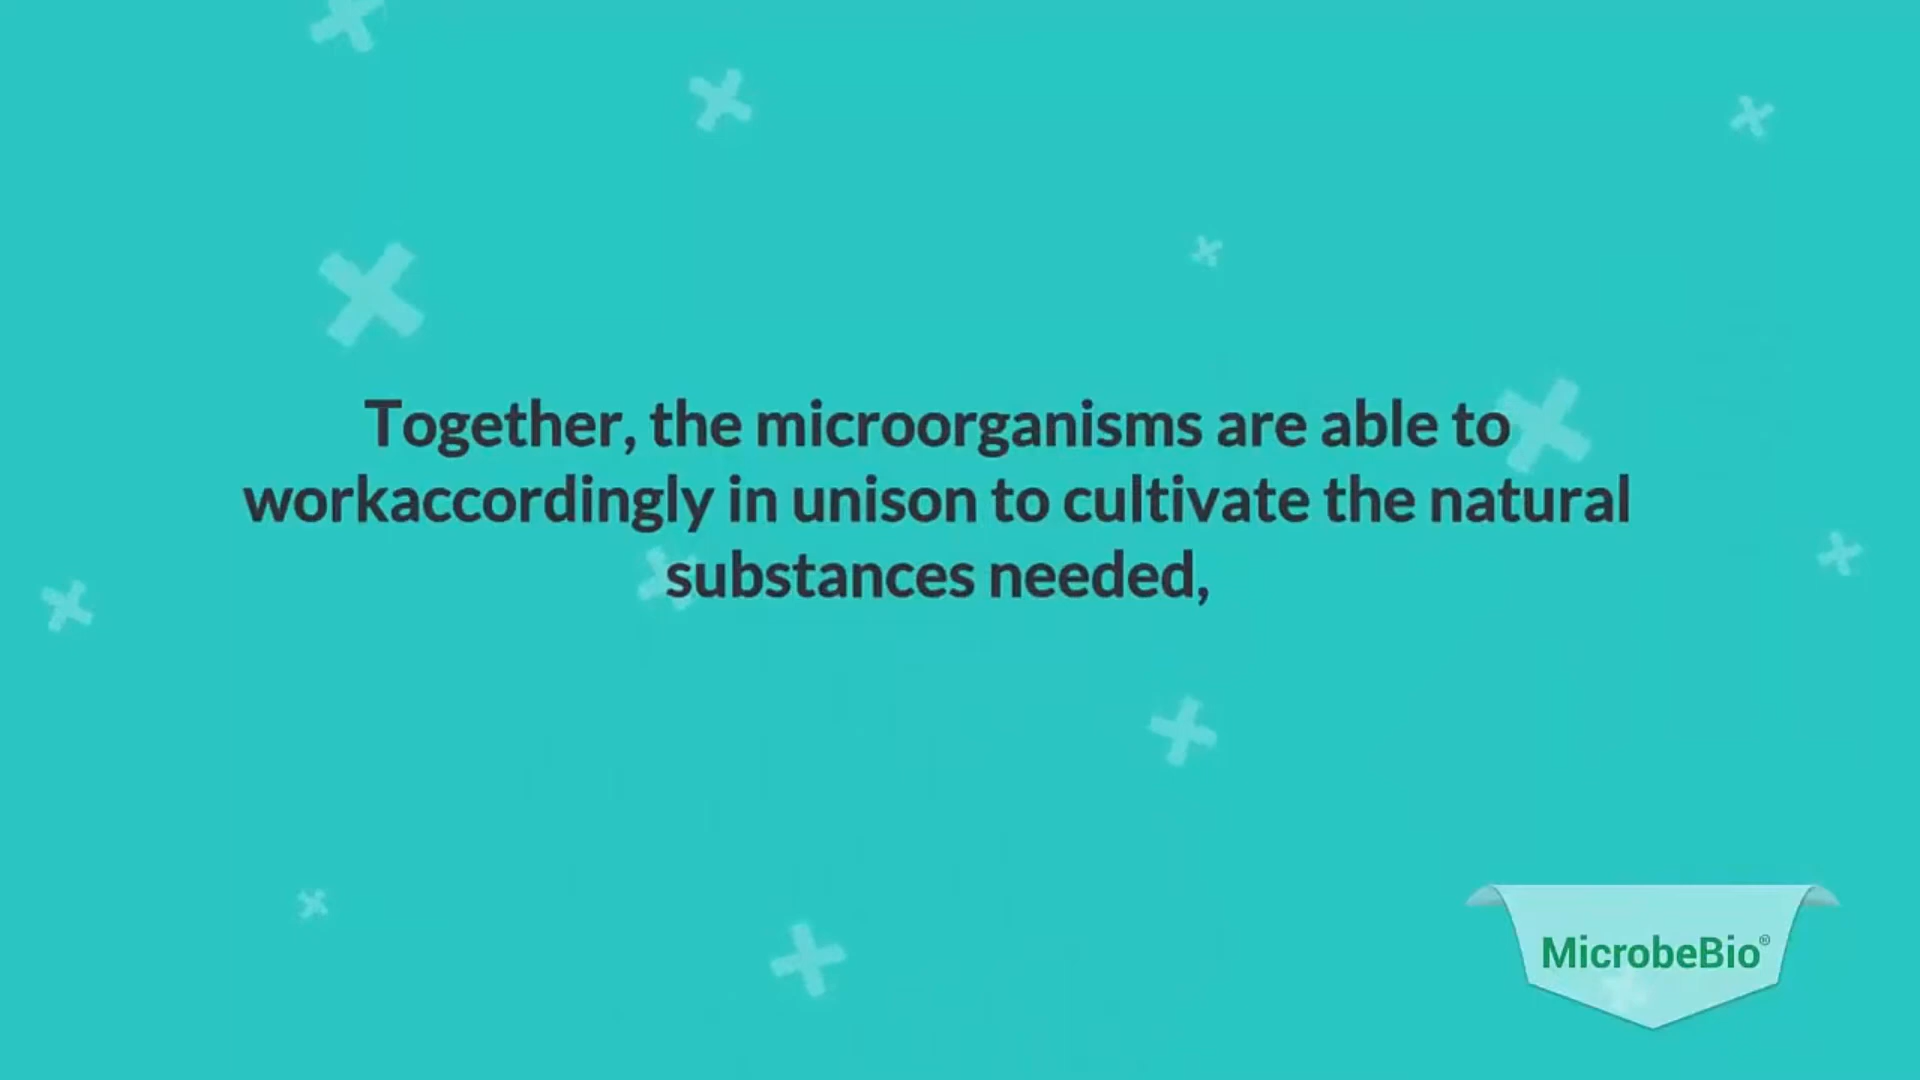 Together, the microorganisms are able to
workaccordingly in unison to cultivate the natural
substances needed,
MicrobeBio®